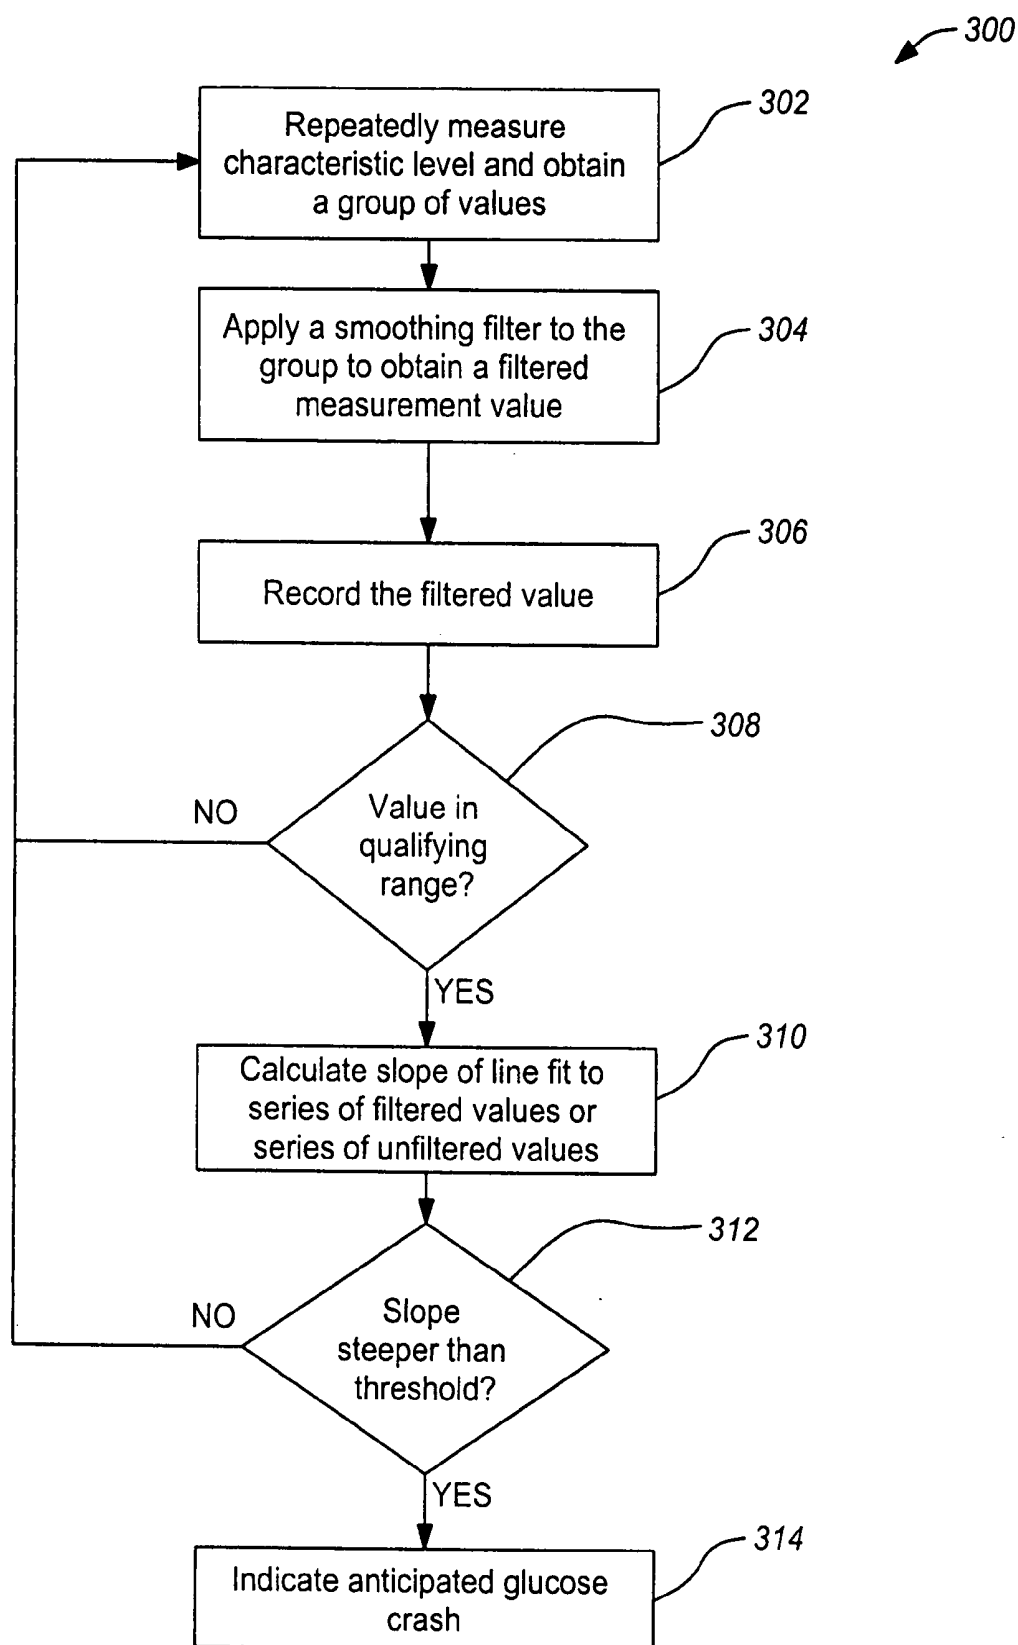 300
302
Repeatedly measure
characteristic level and obtain
a group of values
304
Apply a smoothing filter to the
group to obtain a filtered
measurement value
306
Record the filtered value
308
Value in
qualifying
range?
NO
YES
310
Calculate slope of line fit to
series of filtered values or
series of unfiltered values
312
Slope
steeper than
threshold?
NO
YES
314
Indicate anticipated glucose
crash